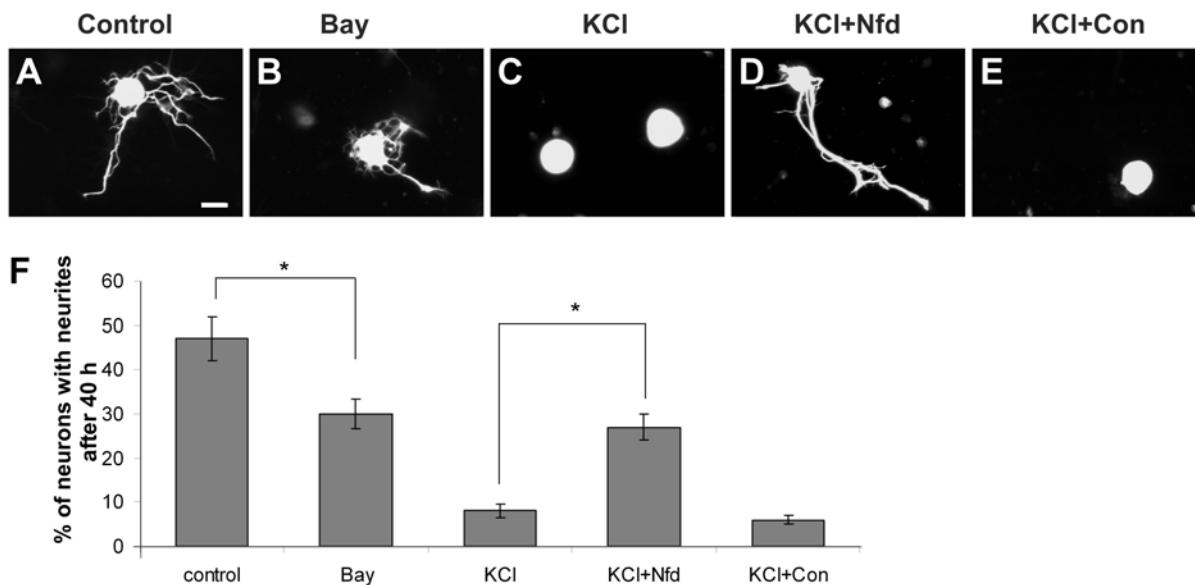 Control Bay KCl KCl+Nfd KCl+Con
A B C D E
F
% of neurons with neurites
after 40 h
*
*
60
50
40
30
20
10
0
control Bay KCl KCl+Nfd KCl+Con